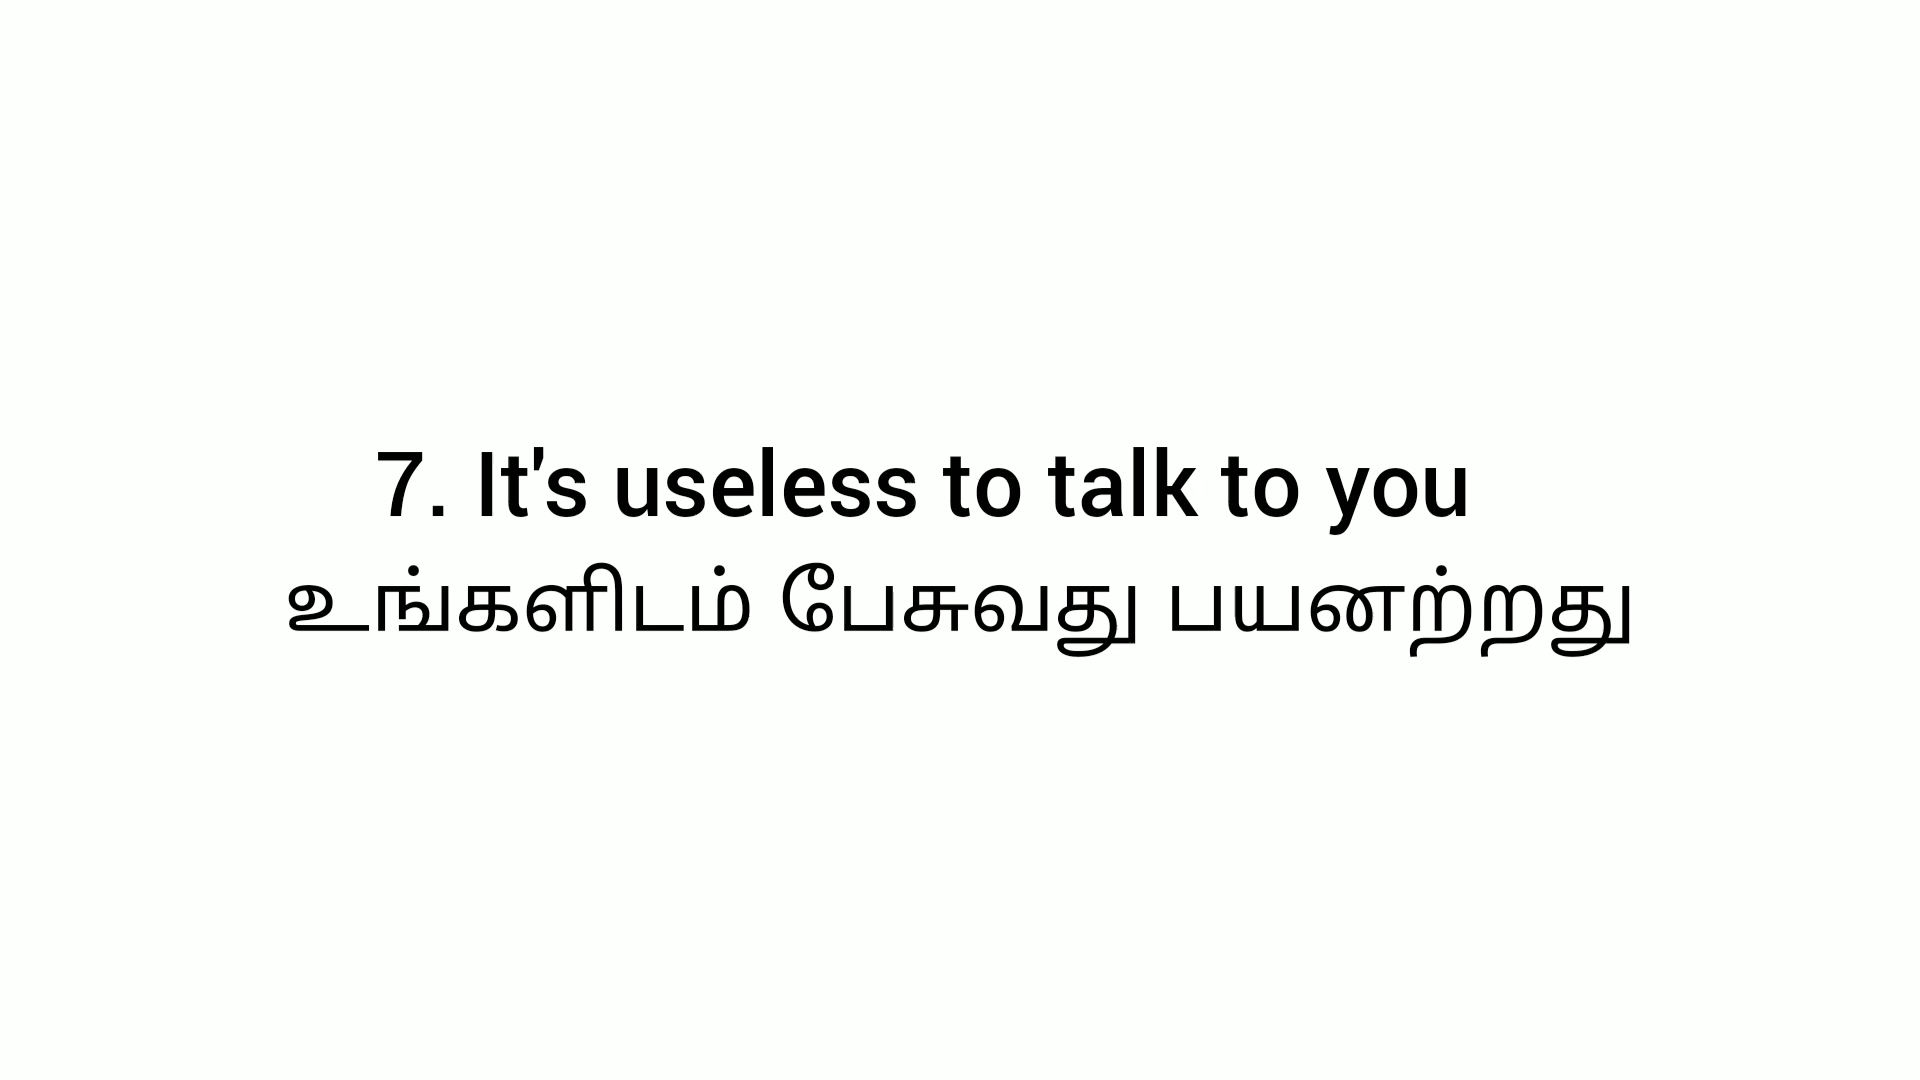 7. It's useless to talk to you
உங்களிடம் பேசுவது பயனற்றது